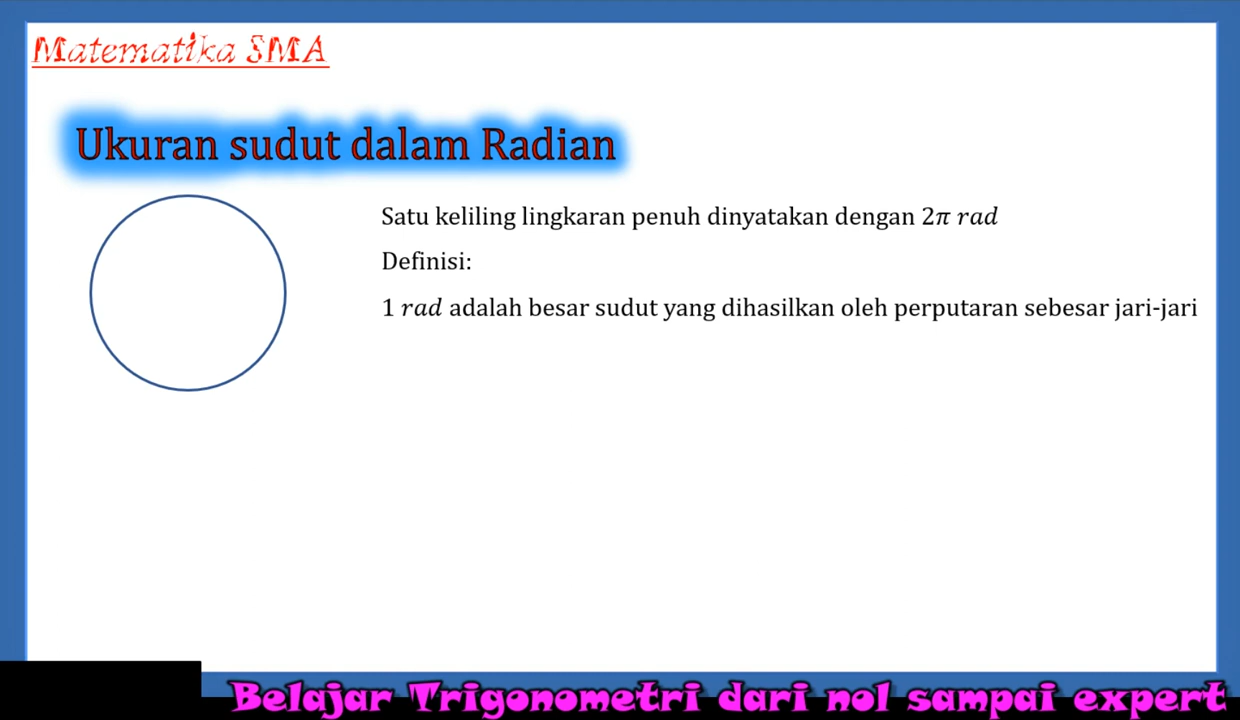 Matematika SMA
Ukuran sudut dalam Radian
Satu keliling lingkaran penuh dinyatakan dengan 2π rad
Definisi:
1 rad adalah besar sudut yang dihasilkan oleh perputaran sebesar jari-jari
Belajar Trigonometri dari nol sampai expert